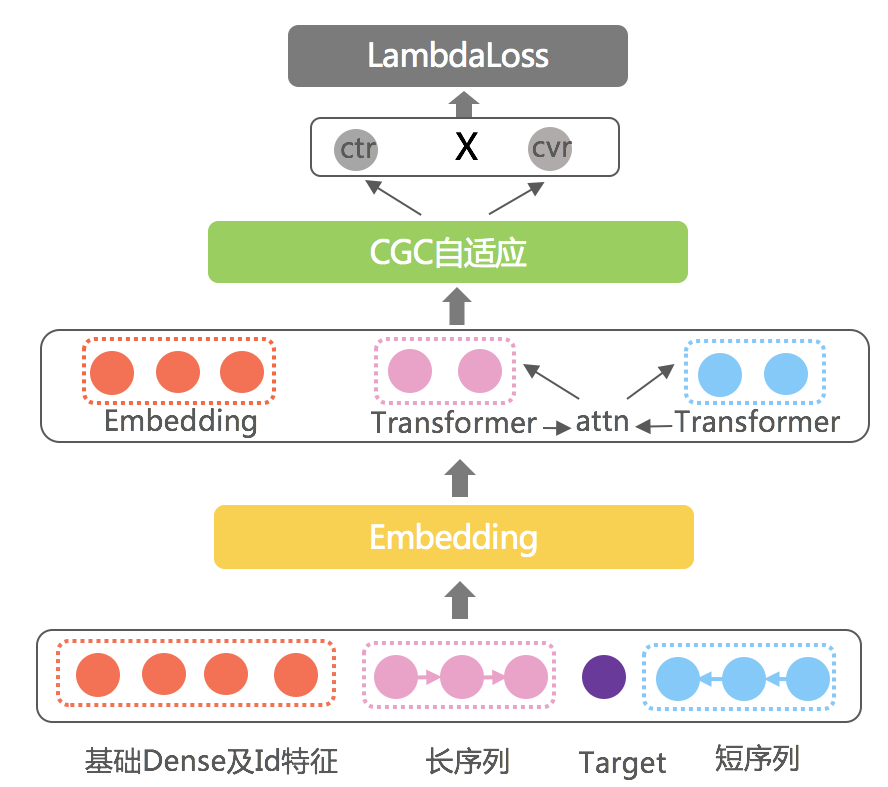 LambdaLoss
ctr X cvr
CGC自适应
Embedding Transformer attn Transformer
Embedding
基础Dense及Id特征 长序列 Target 短序列